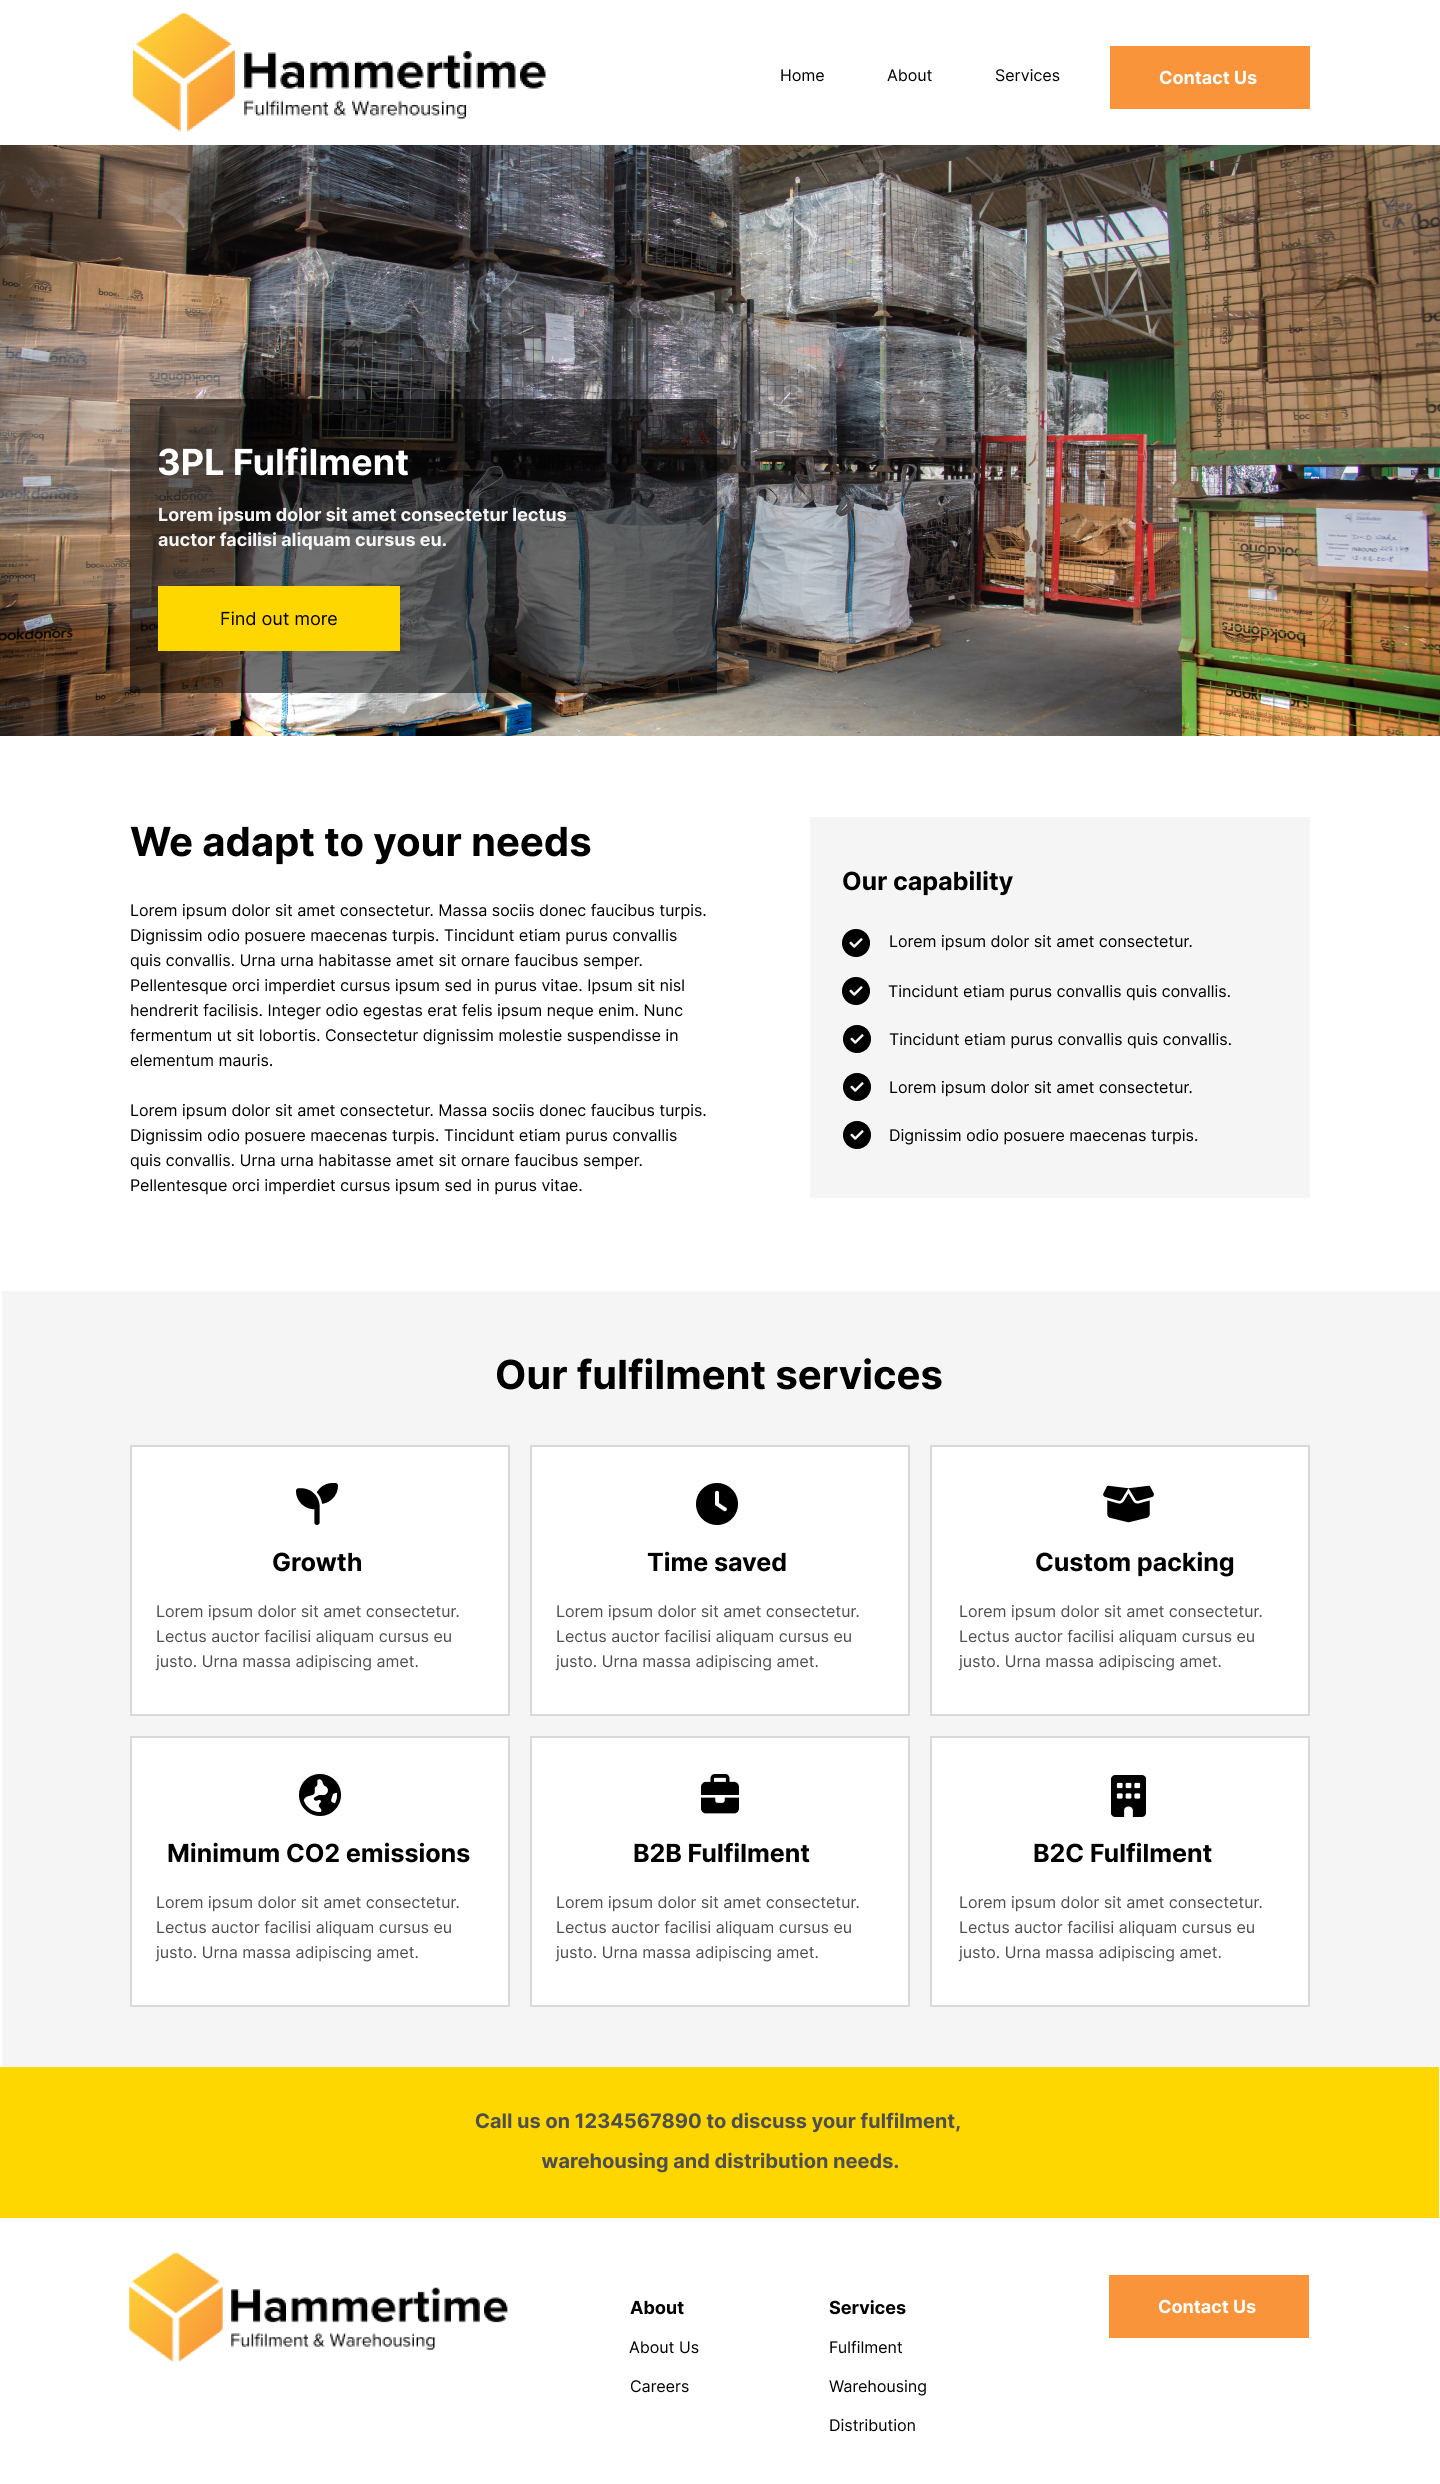 Hammertime
Fulfilment & Warehousing
Home
About
Services
Contact Us
bookdonors
bookdonors
bookdonors
bookdonors
bookdonors
3PL Fulfilment
Lorem ipsum dolor sit amet consectetur lectus
auctor facilisi aliquam cursus eu.
Find out more
We adapt to your needs
Lorem ipsum dolor sit amet consectetur. Massa sociis donec faucibus turpis.
Dignissim odio posuere maecenas turpis. Tincidunt etiam purus convallis
quis convallis. Urna urna habitasse amet sit ornare faucibus semper.
Pellentesque orci imperdiet cursus ipsum sed in purus vitae. Ipsum sit nisl
hendrerit facilisis. Integer odio egestas erat felis ipsum neque enim. Nunc
fermentum ut sit lobortis. Consectetur dignissim molestie suspendisse in
elementum mauris.
Lorem ipsum dolor sit amet consectetur. Massa sociis donec faucibus turpis.
Dignissim odio posuere maecenas turpis. Tincidunt etiam purus convallis
quis convallis. Urna urna habitasse amet sit ornare faucibus semper.
Pellentesque orci imperdiet cursus ipsum sed in purus vitae.
Our capability
Lorem ipsum dolor sit amet consectetur.
Tincidunt etiam purus convallis quis convallis.
Tincidunt etiam purus convallis quis convallis.
Lorem ipsum dolor sit amet consectetur.
Dignissim odio posuere maecenas turpis.
Our fulfilment services
Growth
Lorem ipsum dolor sit amet consectetur.
Lectus auctor facilisi aliquam cursus eu
justo. Urna massa adipiscing amet.
Time saved
Lorem ipsum dolor sit amet consectetur.
Lectus auctor facilisi aliquam cursus eu
justo. Urna massa adipiscing amet.
Custom packing
Lorem ipsum dolor sit amet consectetur.
Lectus auctor facilisi aliquam cursus eu
justo. Urna massa adipiscing amet.
Minimum CO2 emissions
Lorem ipsum dolor sit amet consectetur.
Lectus auctor facilisi aliquam cursus eu
justo. Urna massa adipiscing amet.
B2B Fulfilment
Lorem ipsum dolor sit amet consectetur.
Lectus auctor facilisi aliquam cursus eu
justo. Urna massa adipiscing amet.
B2C Fulfilment
Lorem ipsum dolor sit amet consectetur.
Lectus auctor facilisi aliquam cursus eu
justo. Urna massa adipiscing amet.
Call us on 1234567890 to discuss your fulfilment,
warehousing and distribution needs.
Hammertime
Fulfilment & Warehousing
About
About Us
Careers
Services
Fulfilment
Warehousing
Distribution
Contact Us